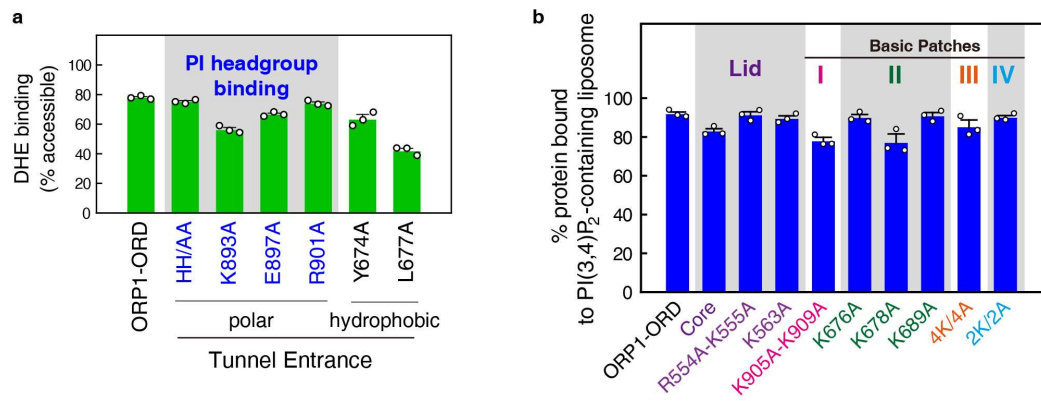 a
DHE binding
(% accessible)
100
80
60
40
20
0
PI headgroup
binding
ORP1-ORD
HH/AA
K893A
E897A
R901A
Y674A
L677A
polar
hydrophobic
Tunnel Entrance
b
% protein bound
to PI(3,4)P2-containing liposome
100
80
60
40
20
0
Basic Patches
Lid
I
II
III
IV
ORP1-ORD
Core
R554A-K555A
K563A
K905A-K909A
K676A
K678A
K689A
4K/4A
2K/2A